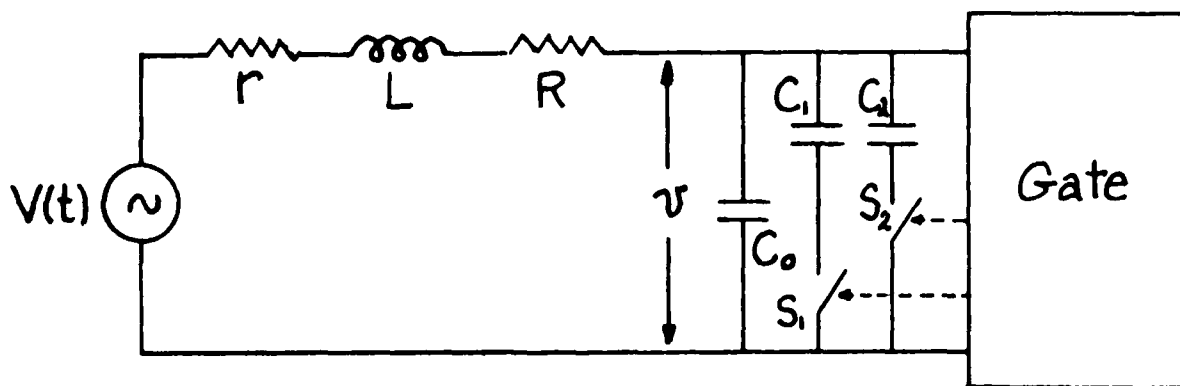 r
L
R
C₁
C₂
V(t)
~
v
Gate
S₂
C₀
S₁